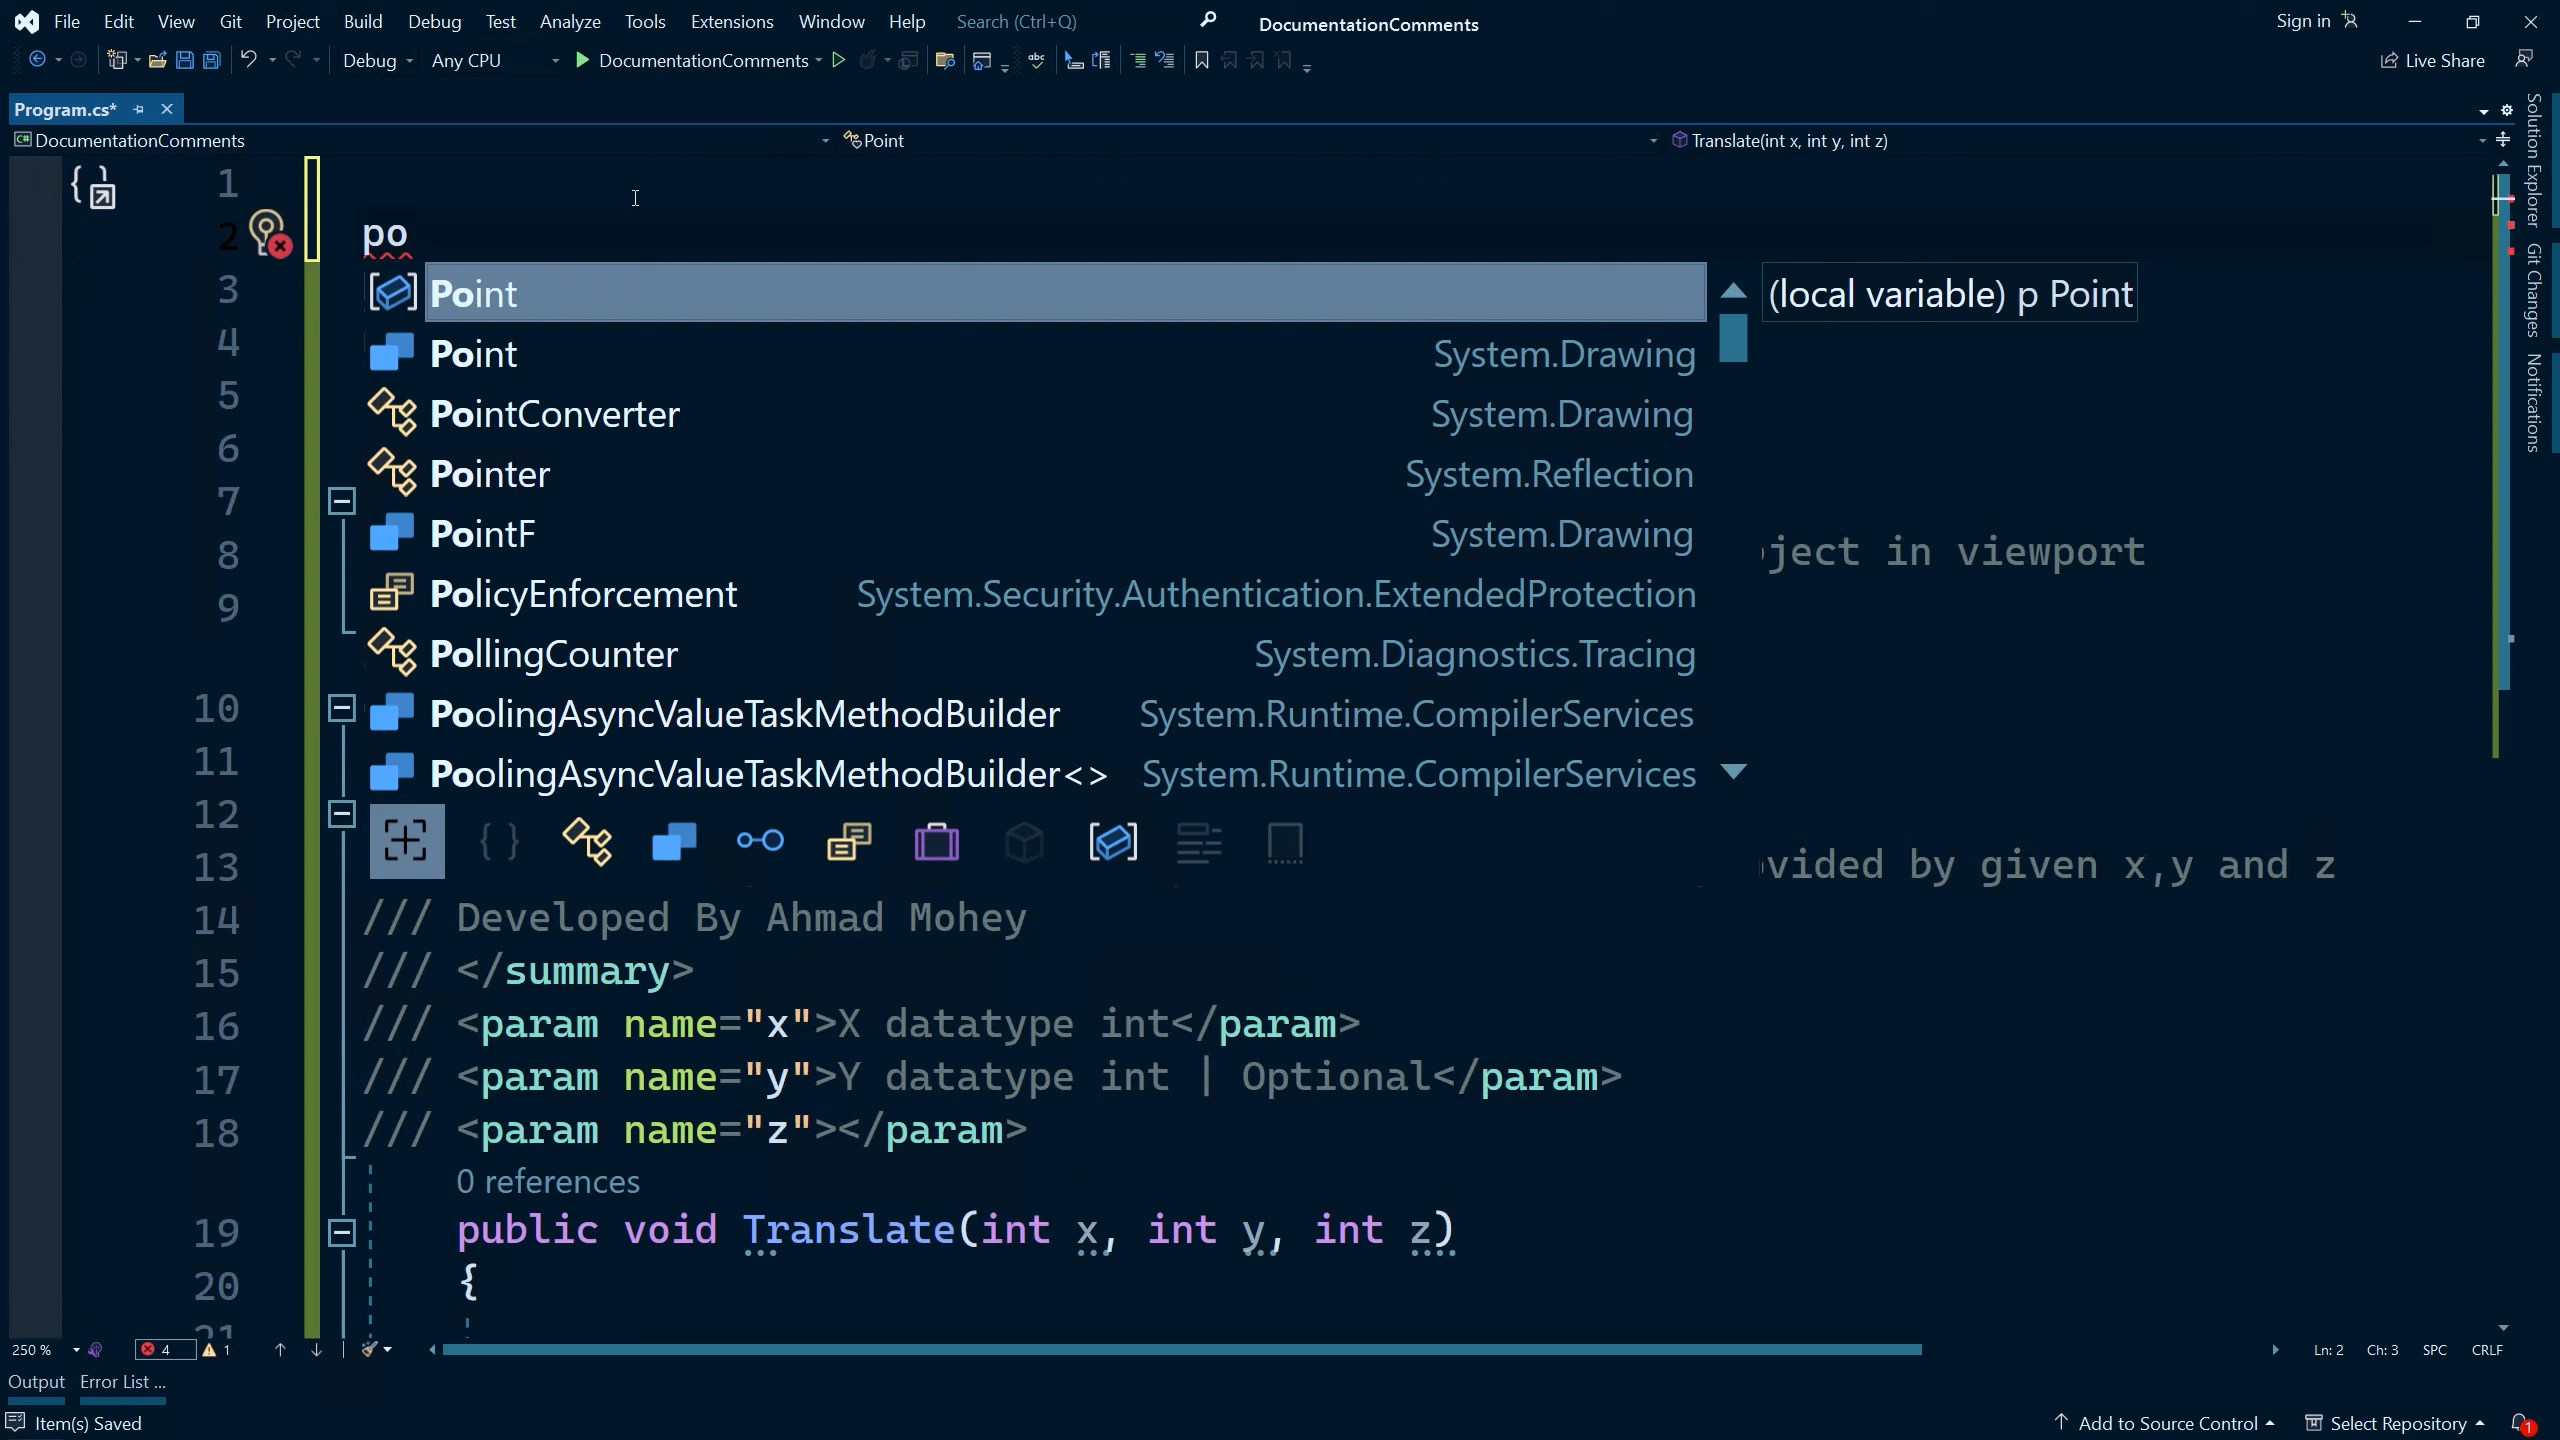 File Edit View Git Project Build Debug Test Analyze Tools Extensions Window Help Search (Ctrl+Q) DocumentationComments Sign in
Debug Any CPU DocumentationComments Live Share
Program.cs*
DocumentationComments Point Translate(int x, int y, int z)
Solution Explorer
Git Changes
Notifications
1
2 po
3 Point (local variable) p Point
4 Point System.Drawing
5 PointConverter System.Drawing
6 Pointer System.Reflection
7 PointF System.Drawing
8 ject in viewport
PolicyEnforcement System.Security.Authentication.ExtendedProtection
9
PollingCounter System.Diagnostics.Tracing
10 PoolingAsyncValueTaskMethodBuilder System.Runtime.CompilerServices
11 PoolingAsyncValueTaskMethodBuilder<> System.Runtime.CompilerServices
12
13 vided by given x,y and z
14 /// Developed By Ahmad Mohey
15 /// </summary>
16 /// <param name="x">X datatype int</param>
17 /// <param name="y">Y datatype int | Optional</param>
18 /// <param name="z"></param>
0 references
19 public void Translate(int x, int y, int z)
20 {
21
250 % 4 1 Ln: 2 Ch: 3 SPC CRLF
Output Error List ...
Item(s) Saved Add to Source Control Select Repository 1